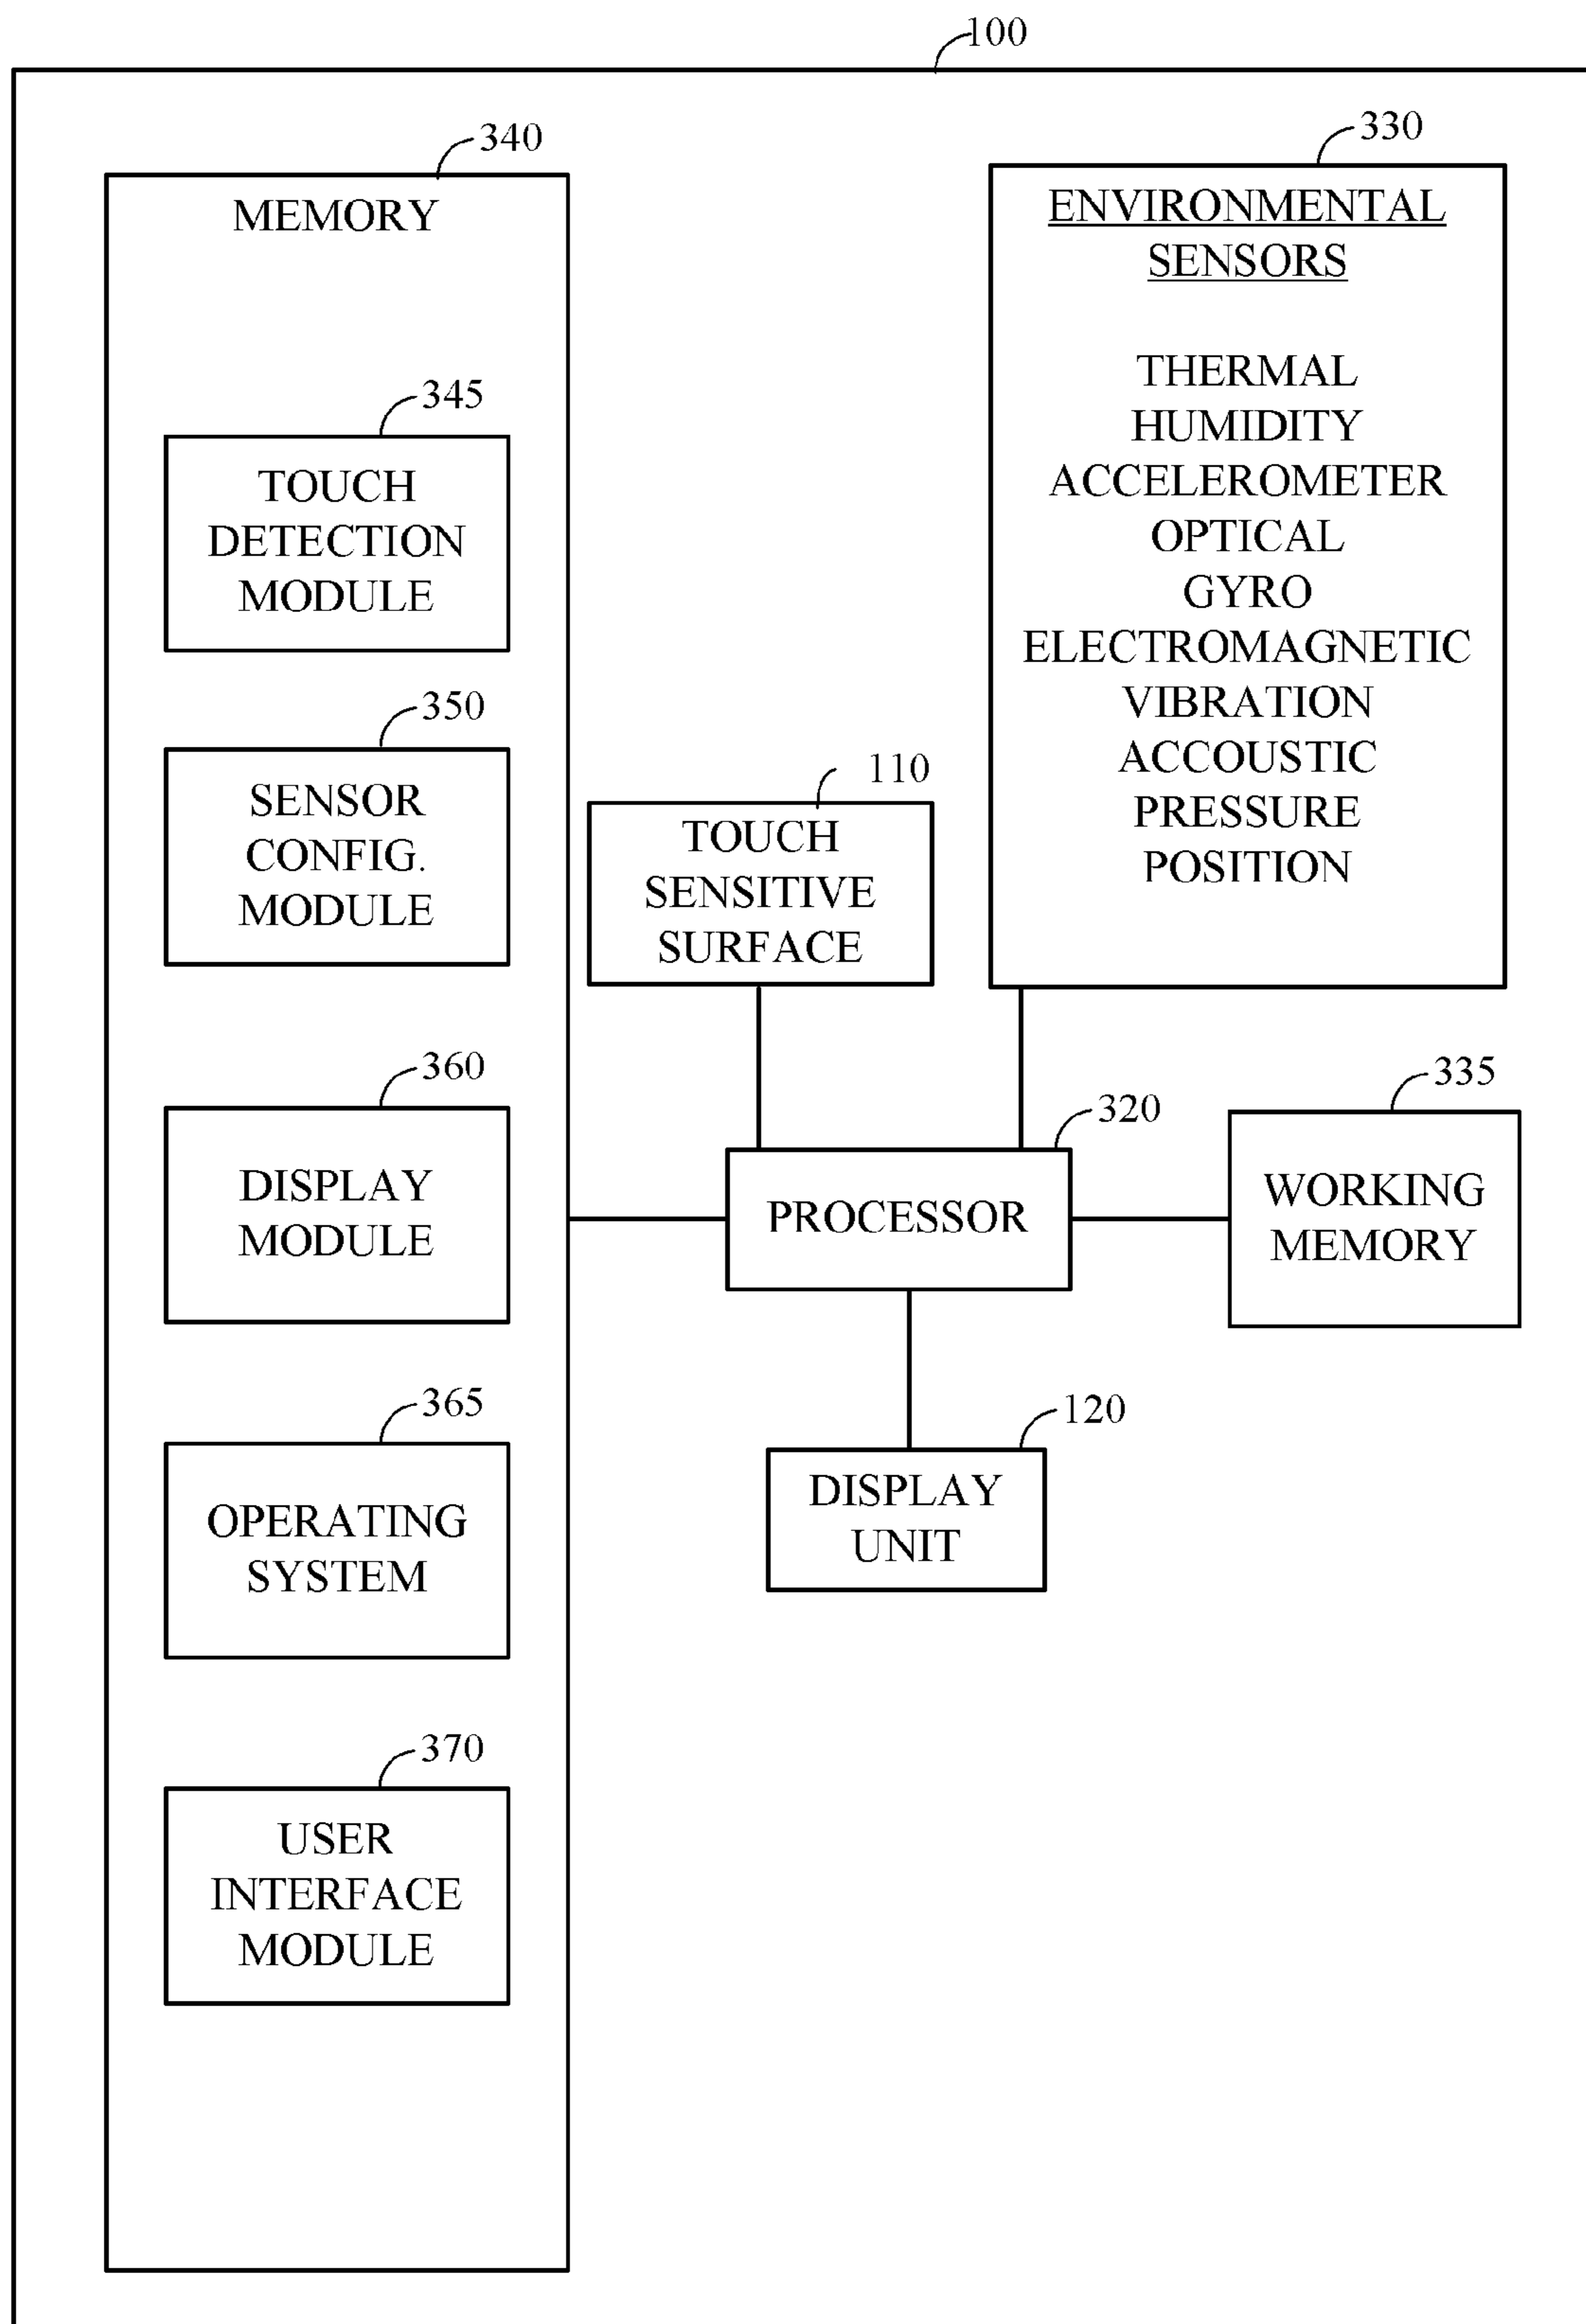 100
340
MEMORY
345
TOUCH
DETECTION
MODULE
350
SENSOR
CONFIG.
MODULE
360
DISPLAY
MODULE
365
OPERATING
SYSTEM
370
USER
INTERFACE
MODULE
110
TOUCH
SENSITIVE
SURFACE
330
ENVIRONMENTAL
SENSORS
THERMAL
HUMIDITY
ACCELEROMETER
OPTICAL
GYRO
ELECTROMAGNETIC
VIBRATION
ACCOUSTIC
PRESSURE
POSITION
320
PROCESSOR
335
WORKING
MEMORY
120
DISPLAY
UNIT